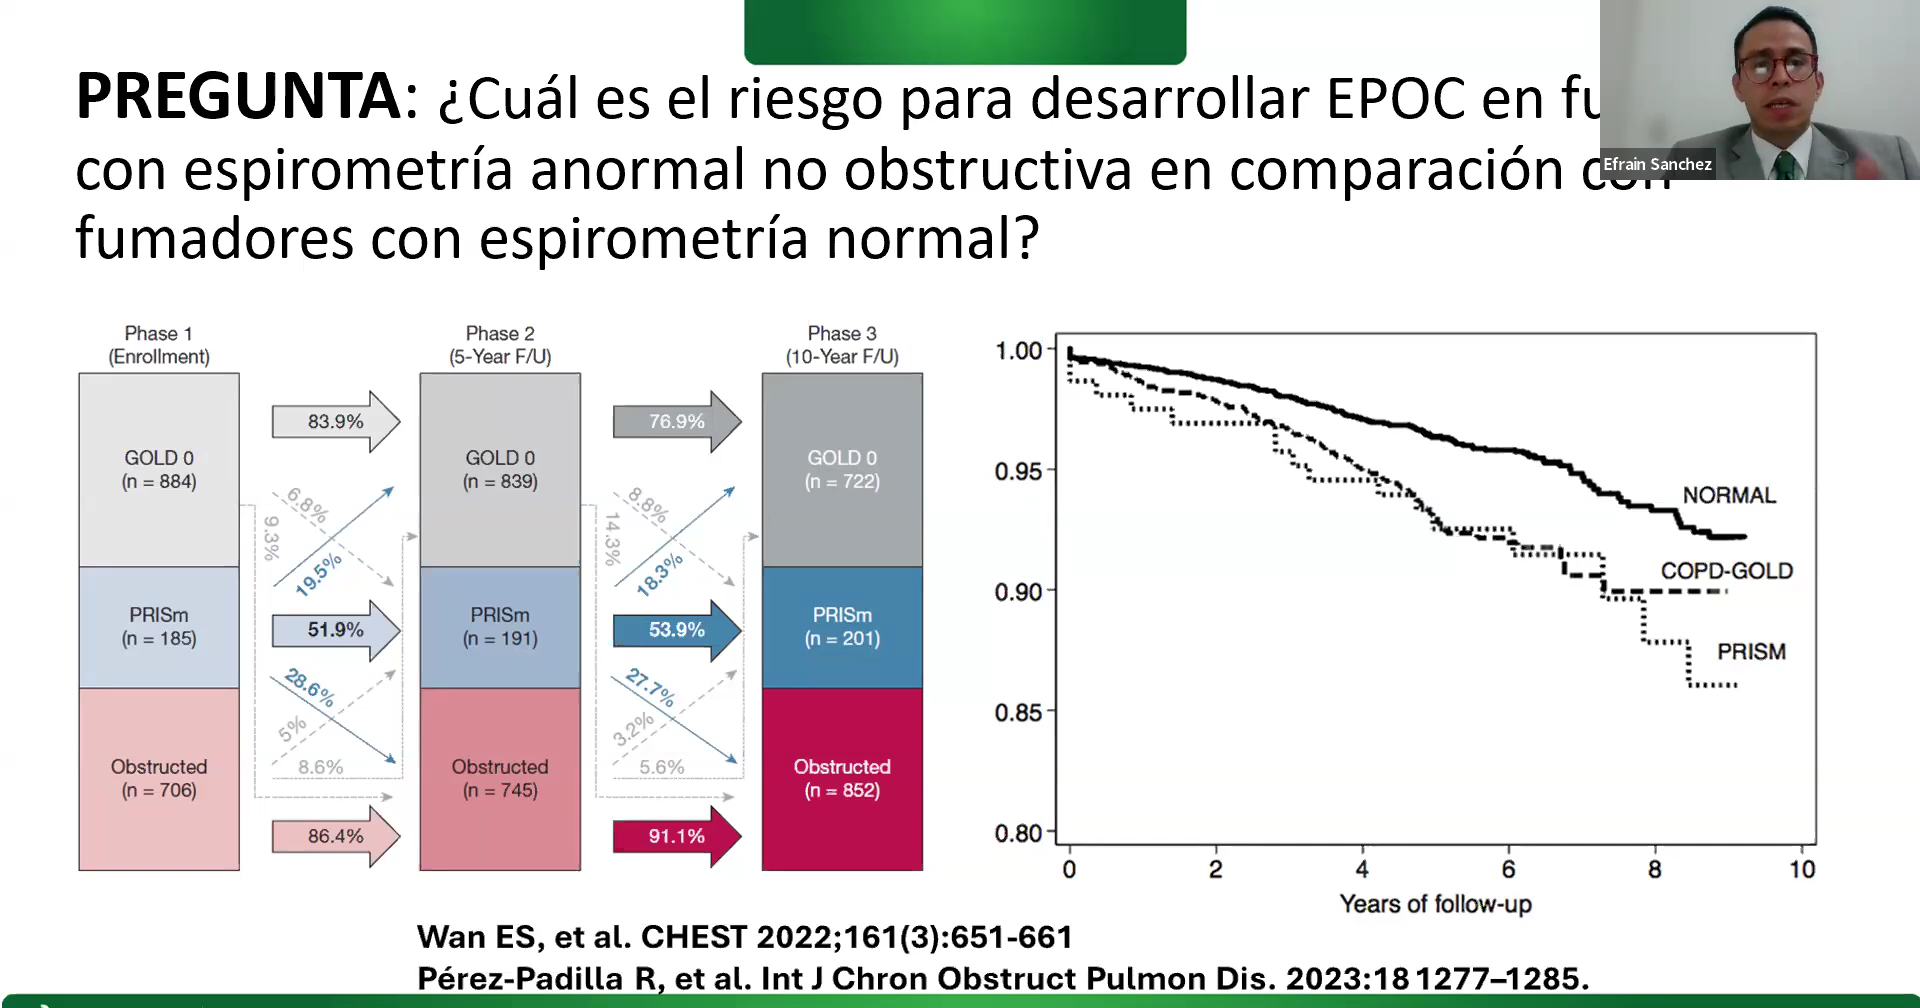 PREGUNTA: ¿Cuál es el riesgo para desarrollar EPOC en
con espirometría anormal no obstructiva en comparación con
fumadores con espirometría normal?
Efrain Sanchez
Phase 1
(Enrollment)
Phase 2
(5-Year F/U)
Phase 3
(10-Year F/U)
GOLD 0
(n = 884)
83.9%
GOLD 0
(n = 839)
76.9%
GOLD 0
(n = 722)
6.8%
9.3%
19.5%
8.8%
14.3%
18.3%
PRISm
(n = 185)
51.9%
PRISm
(n = 191)
53.9%
PRISm
(n = 201)
28.6%
5%
8.6%
27.7%
3.2%
5.6%
Obstructed
(n = 706)
86.4%
Obstructed
(n = 745)
91.1%
Obstructed
(n = 852)
1.00
0.95
0.90
0.85
0.80
NORMAL
COPD-GOLD
PRISM
0 2 4 6 8 10
Years of follow-up
Wan ES, et al. CHEST 2022;161(3):651-661
Pérez-Padilla R, et al. Int J Chron Obstruct Pulmon Dis. 2023:18 1277–1285.